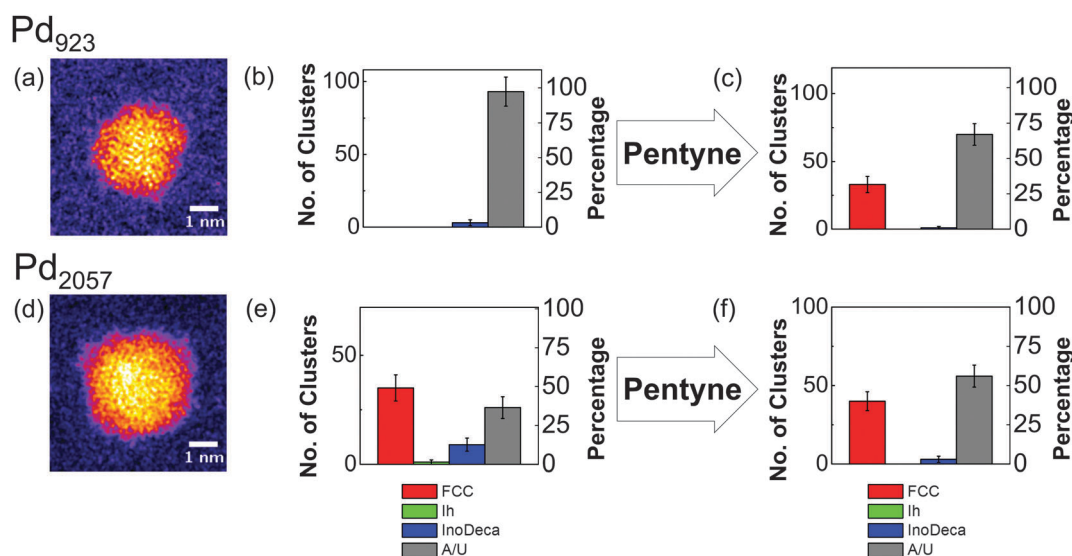 Pd923
(a)
1 nm
(b)
No. of Clusters
100
50
0
100
75
50
25
0
Percentage
Pentyne
(c)
No. of Clusters
100
50
0
100
75
50
25
0
Percentage
Pd2057
(d)
1 nm
(e)
No. of Clusters
50
0
100
75
50
25
0
Percentage
FCC
Ih
InoDeca
A/U
Pentyne
(f)
No. of Clusters
100
50
0
100
75
50
25
0
Percentage
FCC
Ih
InoDeca
A/U